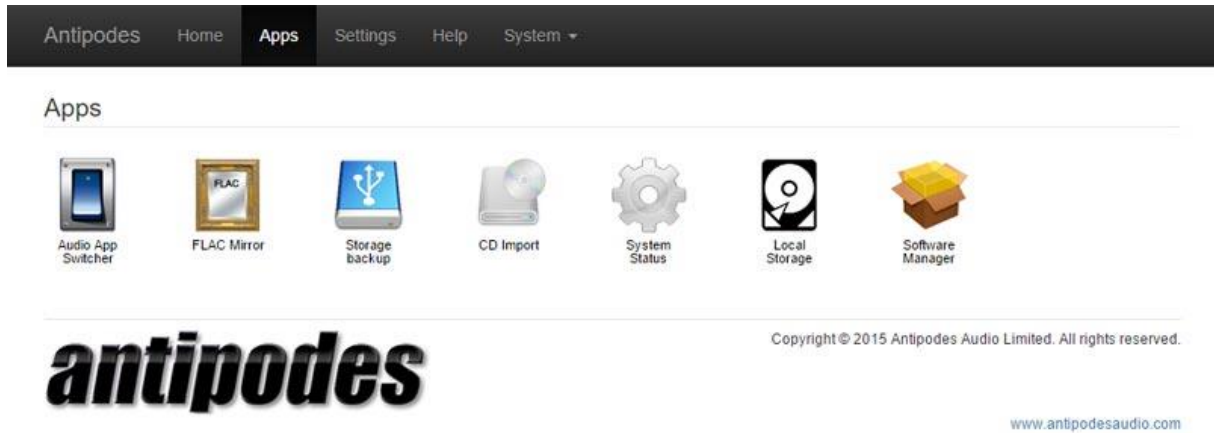 Antipodes Home Apps Settings Help System
Apps
FLAC
Audio App
Switcher
FLAC Mirror
Storage
backup
CD Import
System
Status
Local
Storage
Software
Manager
antipodes
Copyright © 2015 Antipodes Audio Limited. All rights reserved.
www.antipodesaudio.com